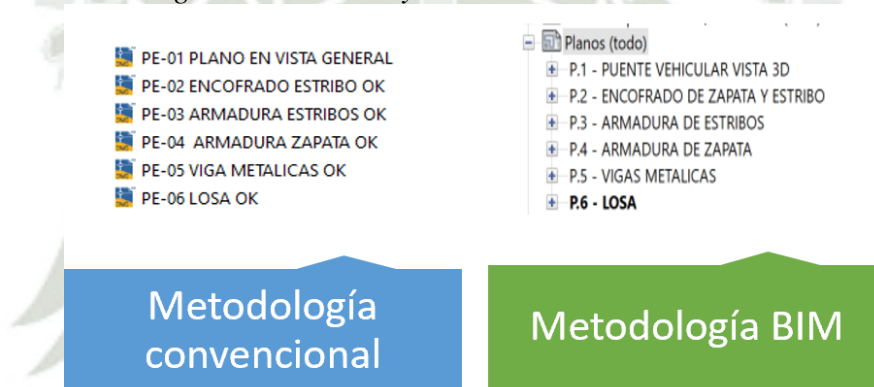 PE-01 PLANO EN VISTA GENERAL
PE-02 ENCOFRADO ESTRIBO OK
PE-03 ARMADURA ESTRIBOS OK
PE-04 ARMADURA ZAPATA OK
PE-05 VIGA METALICAS OK
PE-06 LOSA OK
Planos (todo)
P.1 - PUENTE VEHICULAR VISTA 3D
P.2 - ENCOFRADO DE ZAPATA Y ESTRIBO
P.3 - ARMADURA DE ESTRIBOS
P.4 - ARMADURA DE ZAPATA
P.5 - VIGAS METALICAS
P.6 - LOSA
Metodología
convencional
Metodología BIM